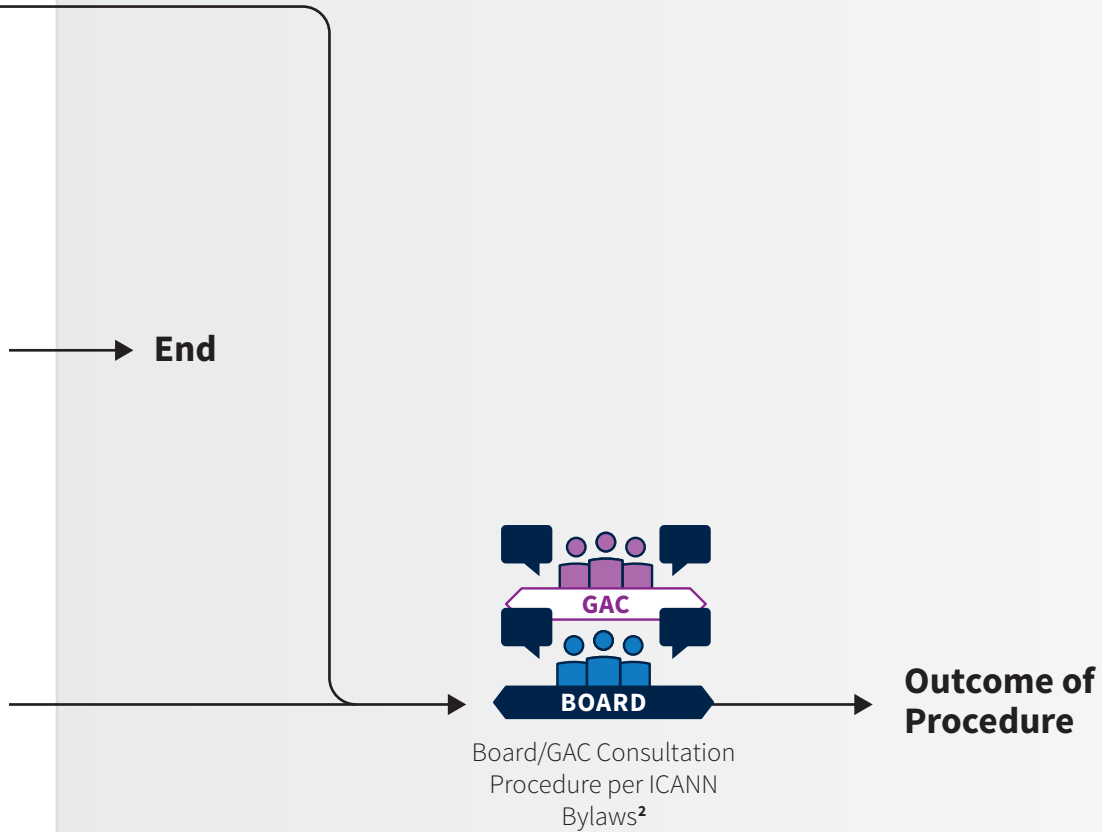 End
GAC
BOARD
Board/GAC Consultation
Procedure per ICANN
Bylaws²
Outcome of
Procedure